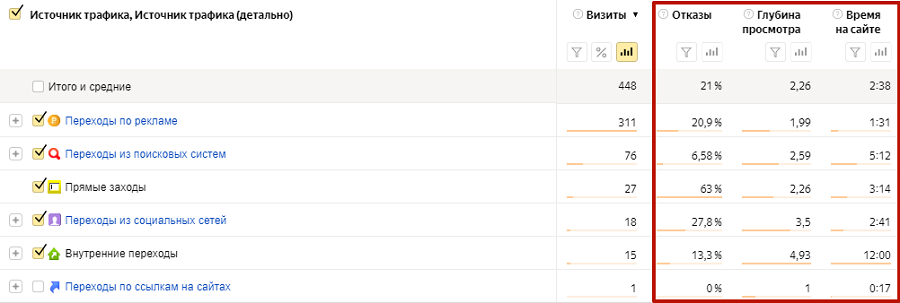 Источник трафика, Источник трафика (детально) Визиты ▼ Отказы Глубина просмотра Время на сайте
Итого и средние 448 21 % 2,26 2:38
Переходы по рекламе 311 20,9 % 1,99 1:31
Переходы из поисковых систем 76 6,58 % 2,59 5:12
Прямые заходы 27 63 % 2,26 3:14
Переходы из социальных сетей 18 27,8 % 3,5 2:41
Внутренние переходы 15 13,3 % 4,93 12:00
Переходы по ссылкам на сайтах 1 0 % 1 0:17